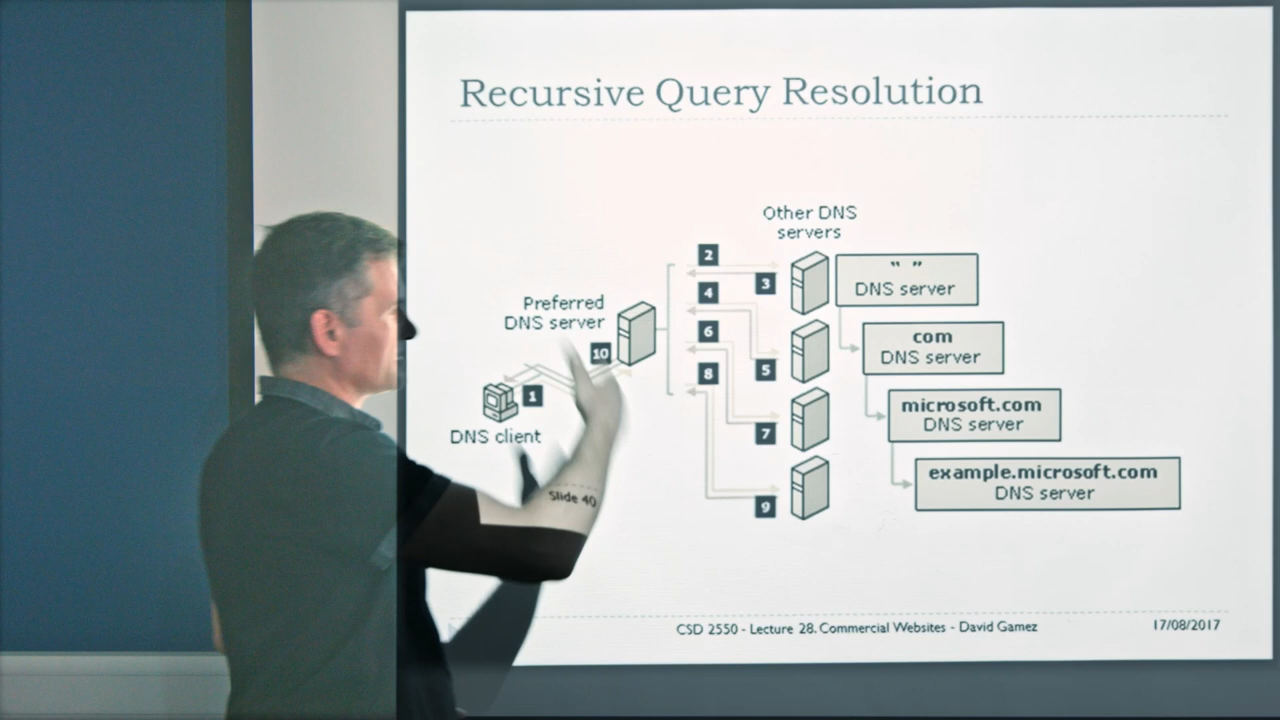 Recursive Query Resolution
Other DNS
servers
2
3
" "
DNS server
4
Preferred
DNS server
6
com
DNS server
10
5
8
1
microsoft.com
DNS server
DNS client
7
example.microsoft.com
DNS server
Slide 40
9
CSD 2550 - Lecture 28. Commercial Websites - David Gamez
17/08/2017